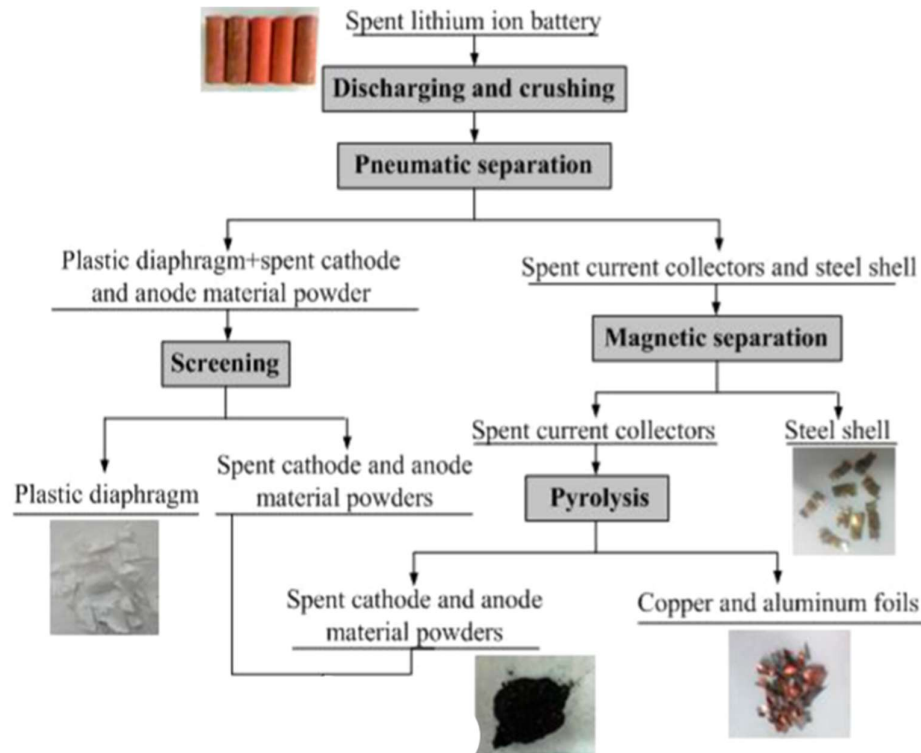 Spent lithium ion battery
Discharging and crushing
Pneumatic separation
Plastic diaphragm+spent cathode
and anode material powder
Spent current collectors and steel shell
Screening
Magnetic separation
Plastic diaphragm
Spent cathode and anode
material powders
Spent current collectors
Steel shell
Pyrolysis
Spent cathode and anode
material powders
Copper and aluminum foils